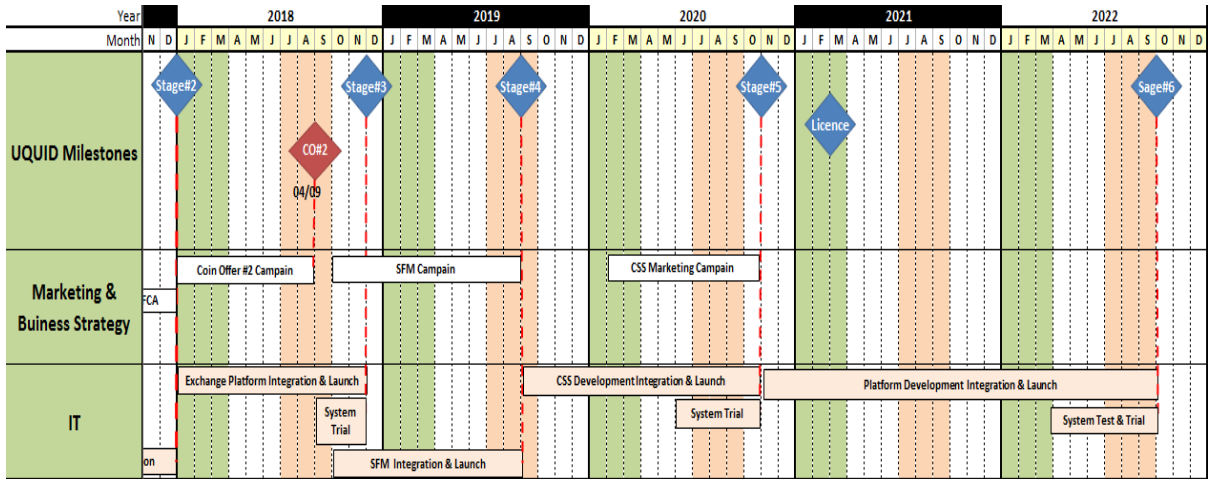 Year 2018 2019 2020 2021 2022
Month N D J F M A M J J A S O N D J F M A M J J A S O N D J F M A M J J A S O N D J F M A M J J A S O N D J F M A M J J A S O N D
Stage#2 Stage#3 Stage#4 Stage#5 Sage#6
Licence
UQUID Milestones
CO#2
04/09
Coin Offer #2 Campain SFM Campain CSS Marketing Campain
Marketing &
Buiness Strategy
FCA
Exchange Platform Integration & Launch CSS Development Integration & Launch Platform Development Integration & Launch
IT
System
Trial
System Trial System Test & Trial
on SFM Integration & Launch